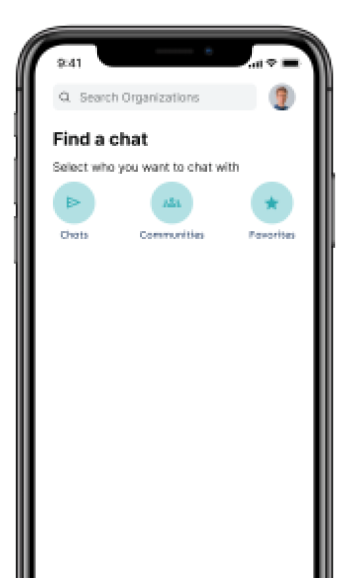 9:41
Search Organizations
Find a chat
Select who you want to chat with
Chats Communities Favorites